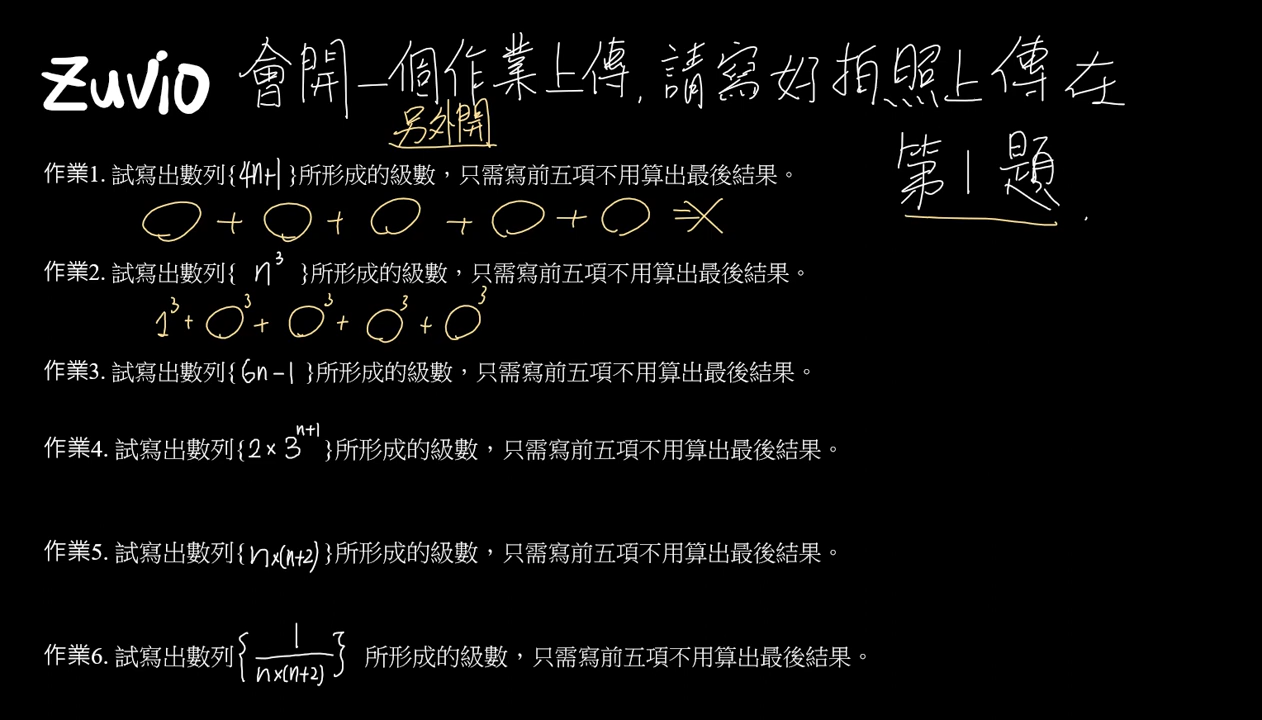 Zuvio 會開一個作業上傳，請寫好拍照上傳在
另外開
第1題.
作業1. 試寫出數列{4n+1}所形成的級數，只需寫前五項不用算出最後結果。
○ + ○ + ○ + ○ + ○ =X
作業2. 試寫出數列{ n³ }所形成的級數，只需寫前五項不用算出最後結果。
1³ + ○³ + ○³ + ○³ + ○³
作業3. 試寫出數列{6n-1}所形成的級數，只需寫前五項不用算出最後結果。
作業4. 試寫出數列{2×3ⁿ⁺¹}所形成的級數，只需寫前五項不用算出最後結果。
作業5. 試寫出數列{n×(n+2)}所形成的級數，只需寫前五項不用算出最後結果。
作業6. 試寫出數列{1/(n×(n+2))} 所形成的級數，只需寫前五項不用算出最後結果。